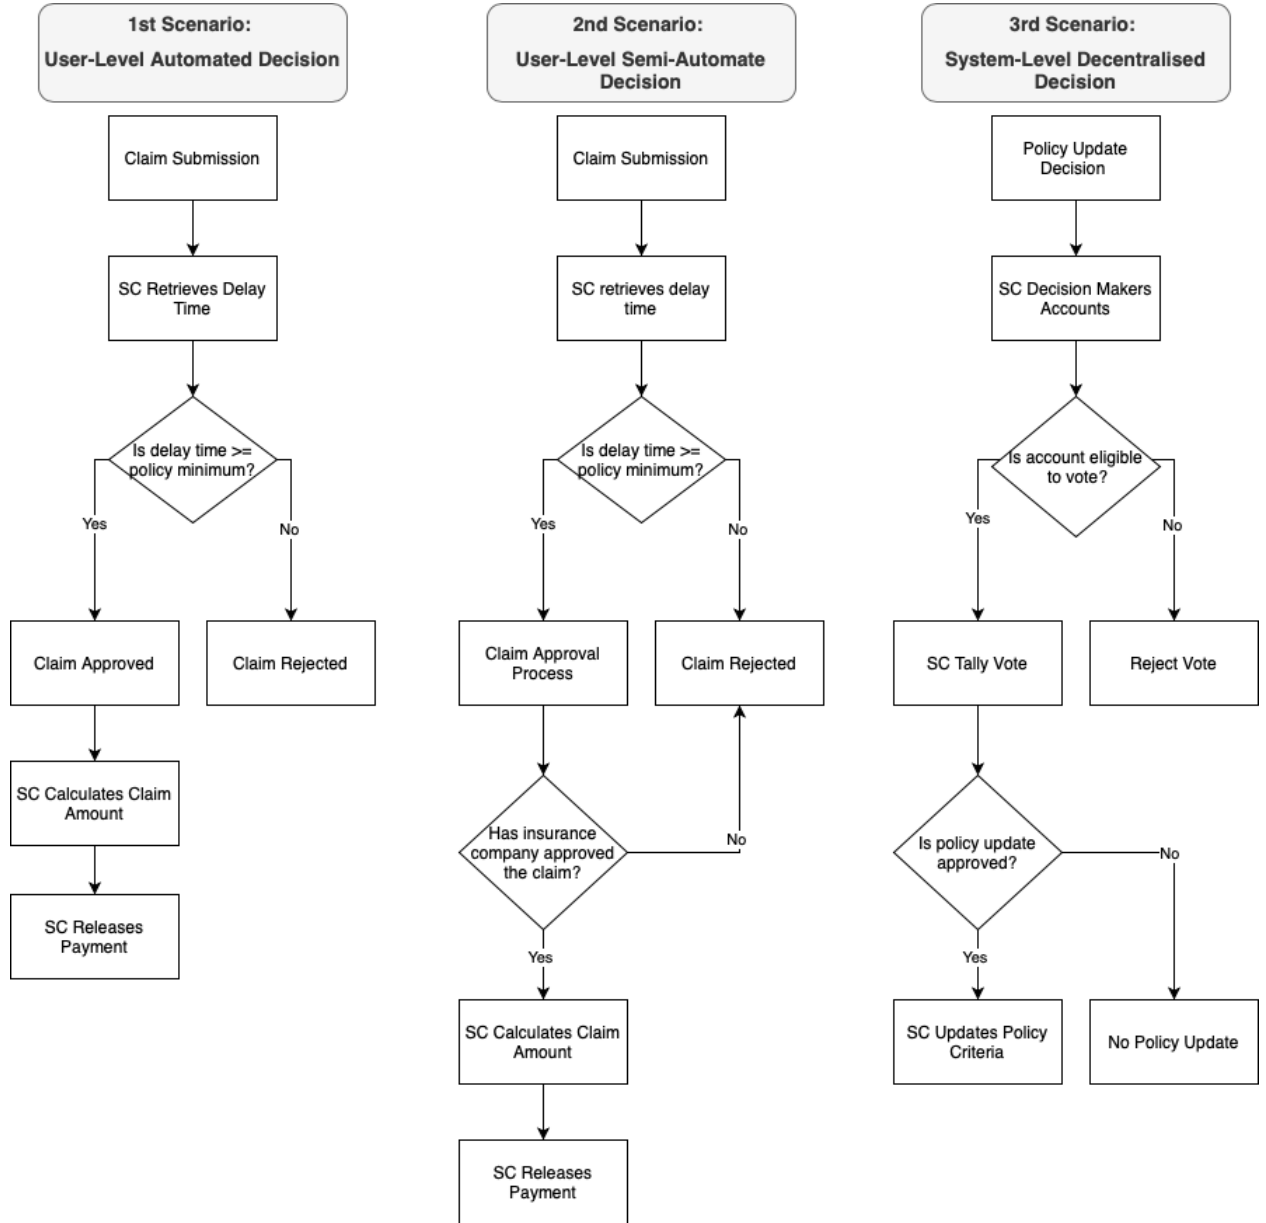 1st Scenario:
User-Level Automated Decision
Claim Submission
SC Retrieves Delay
Time
Is delay time >=
policy minimum?
Yes
No
Claim Approved
Claim Rejected
SC Calculates Claim
Amount
SC Releases
Payment
2nd Scenario:
User-Level Semi-Automate
Decision
Claim Submission
SC retrieves delay
time
Is delay time >=
policy minimum?
Yes
No
Claim Approval
Process
Claim Rejected
Has insurance
company approved
the claim?
No
Yes
SC Calculates Claim
Amount
SC Releases
Payment
3rd Scenario:
System-Level Decentralised
Decision
Policy Update
Decision
SC Decision Makers
Accounts
Is account eligible
to vote?
Yes
No
SC Tally Vote
Reject Vote
Is policy update
approved?
No
Yes
SC Updates Policy
Criteria
No Policy Update